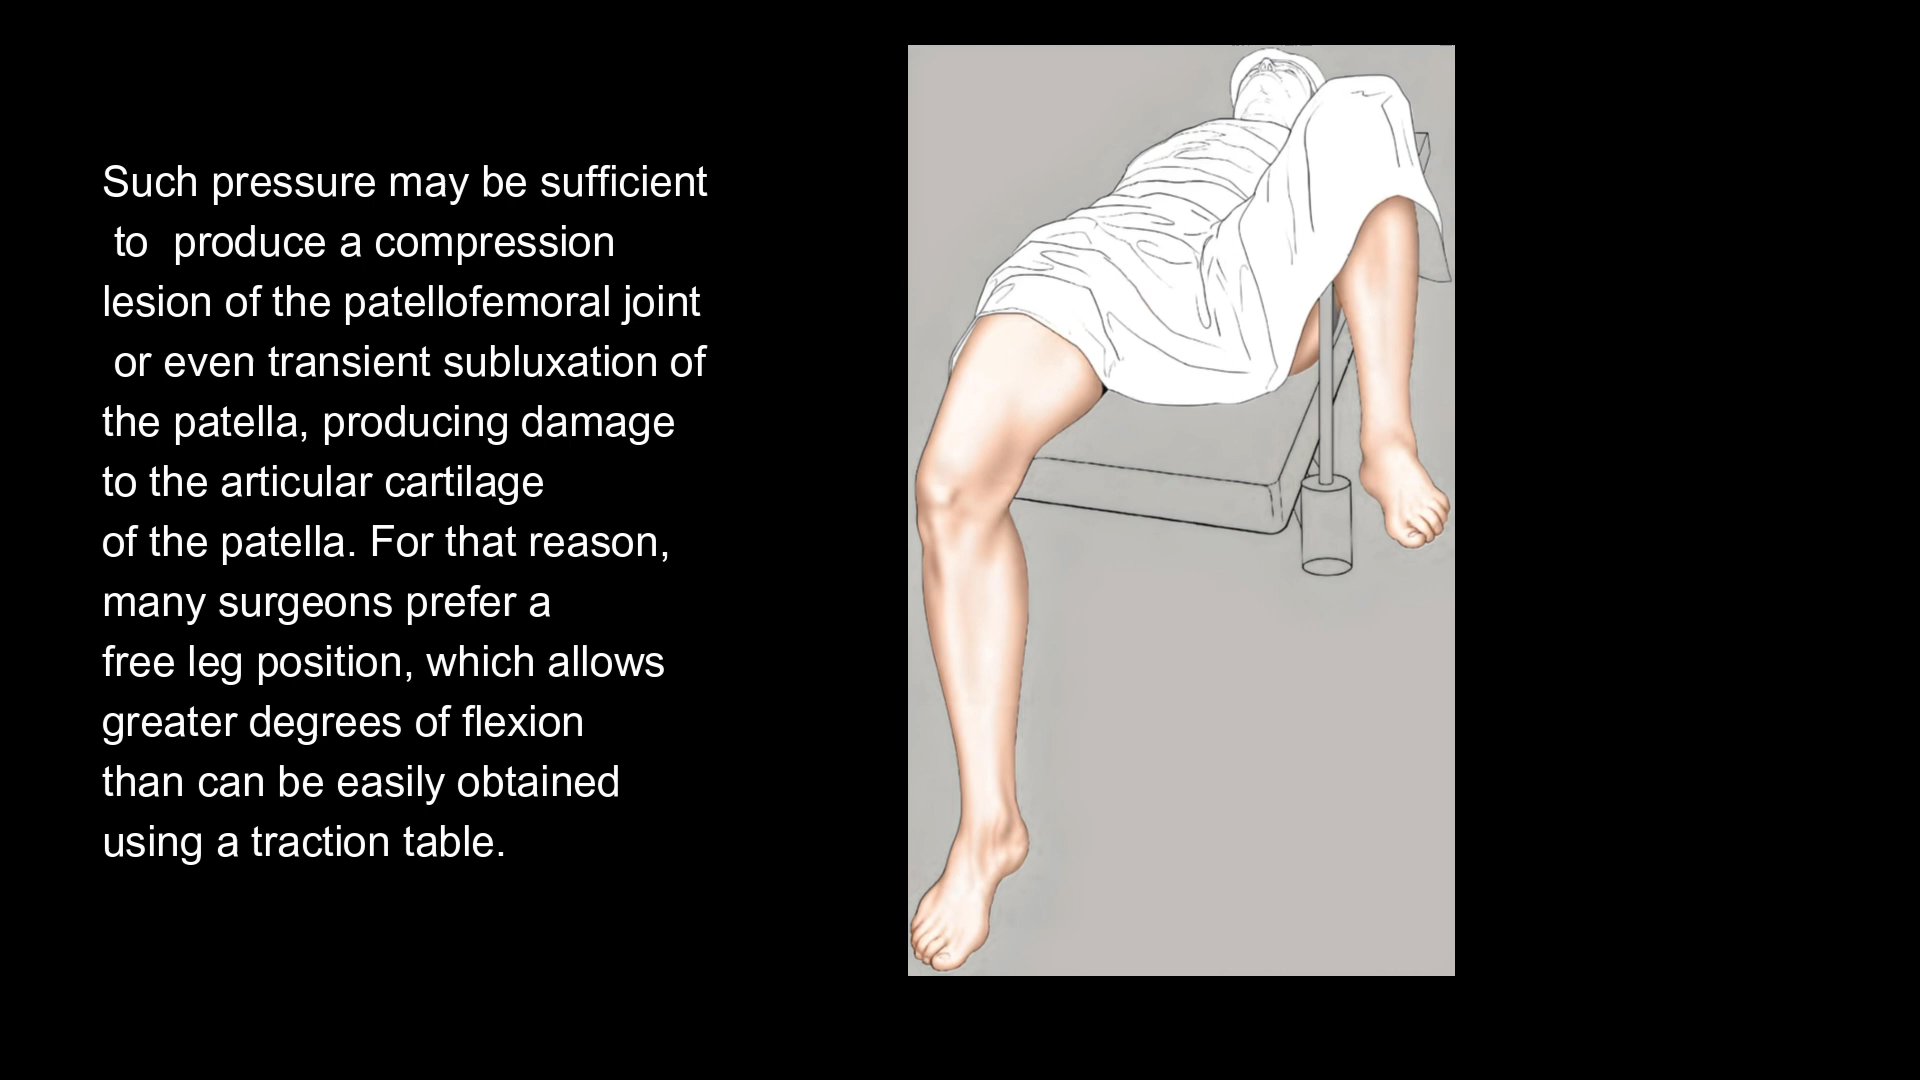 Such pressure may be sufficient
to produce a compression
lesion of the patellofemoral joint
or even transient subluxation of
the patella, producing damage
to the articular cartilage
of the patella. For that reason,
many surgeons prefer a
free leg position, which allows
greater degrees of flexion
than can be easily obtained
using a traction table.